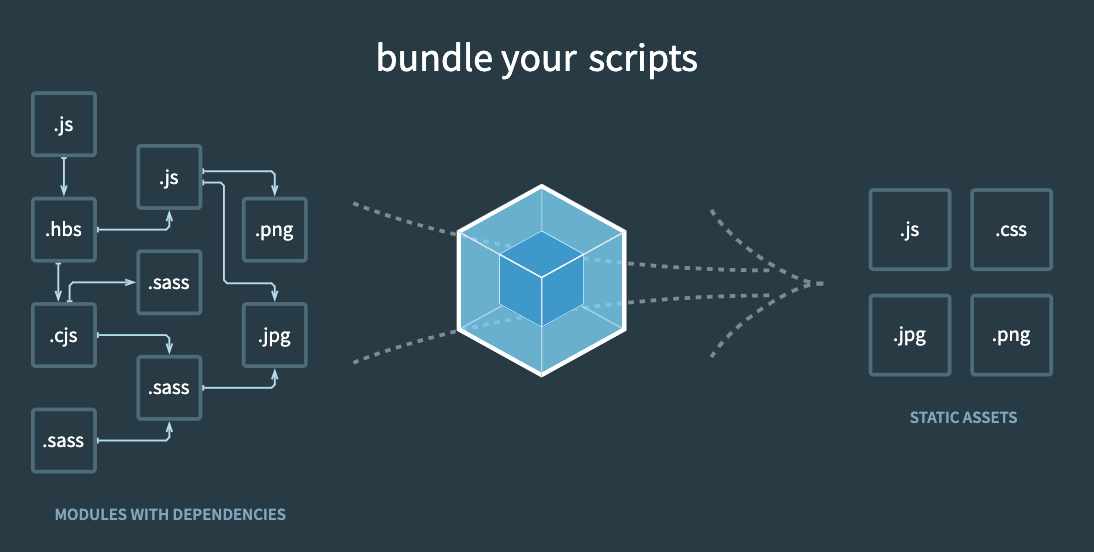 bundle your scripts
.js
.js
.hbs
.png
.sass
.cjs
.jpg
.sass
.sass
MODULES WITH DEPENDENCIES
.js
.css
.jpg
.png
STATIC ASSETS